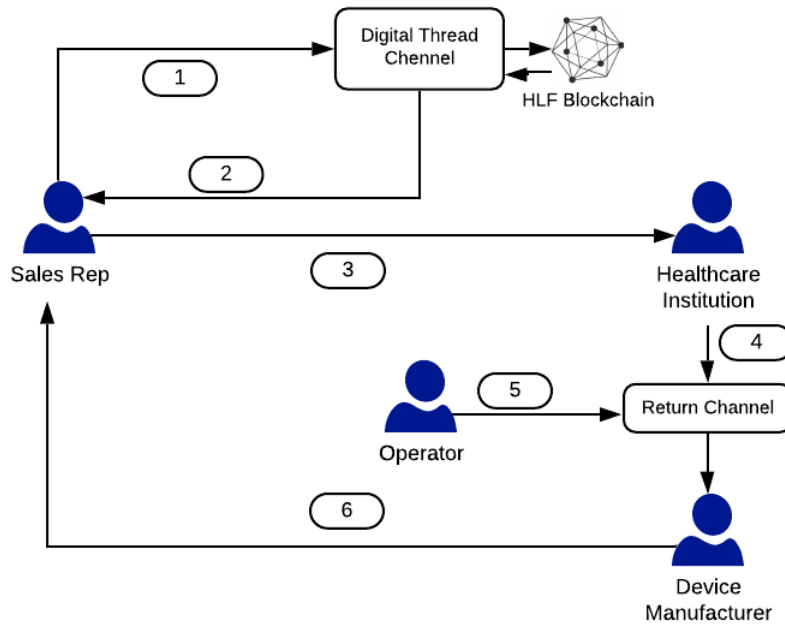 Digital Thread
Chennel
1
HLF Blockchain
2
Sales Rep
3
Healthcare
Institution
4
5
Return Channel
Operator
6
Device
Manufacturer